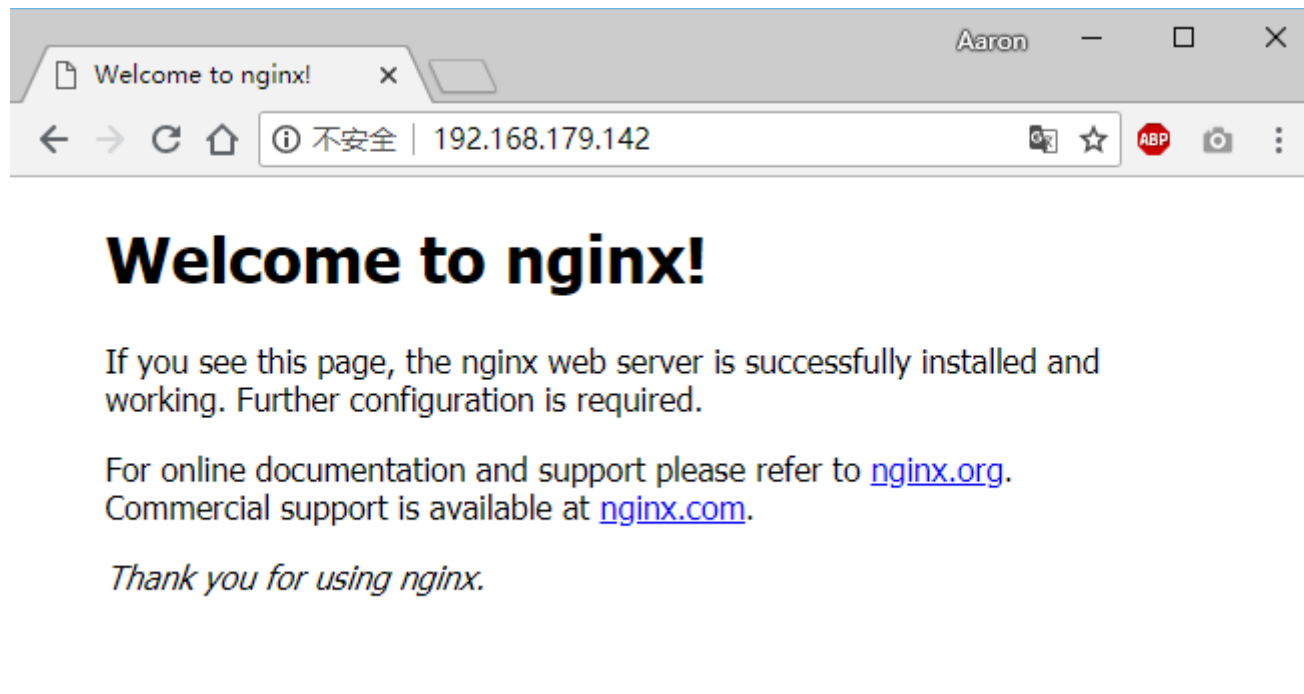 Aaron
Welcome to nginx!
不安全
192.168.179.142
ABP
Welcome to nginx!
If you see this page, the nginx web server is successfully installed and
working. Further configuration is required.
For online documentation and support please refer to nginx.org.
Commercial support is available at nginx.com.
Thank you for using nginx.